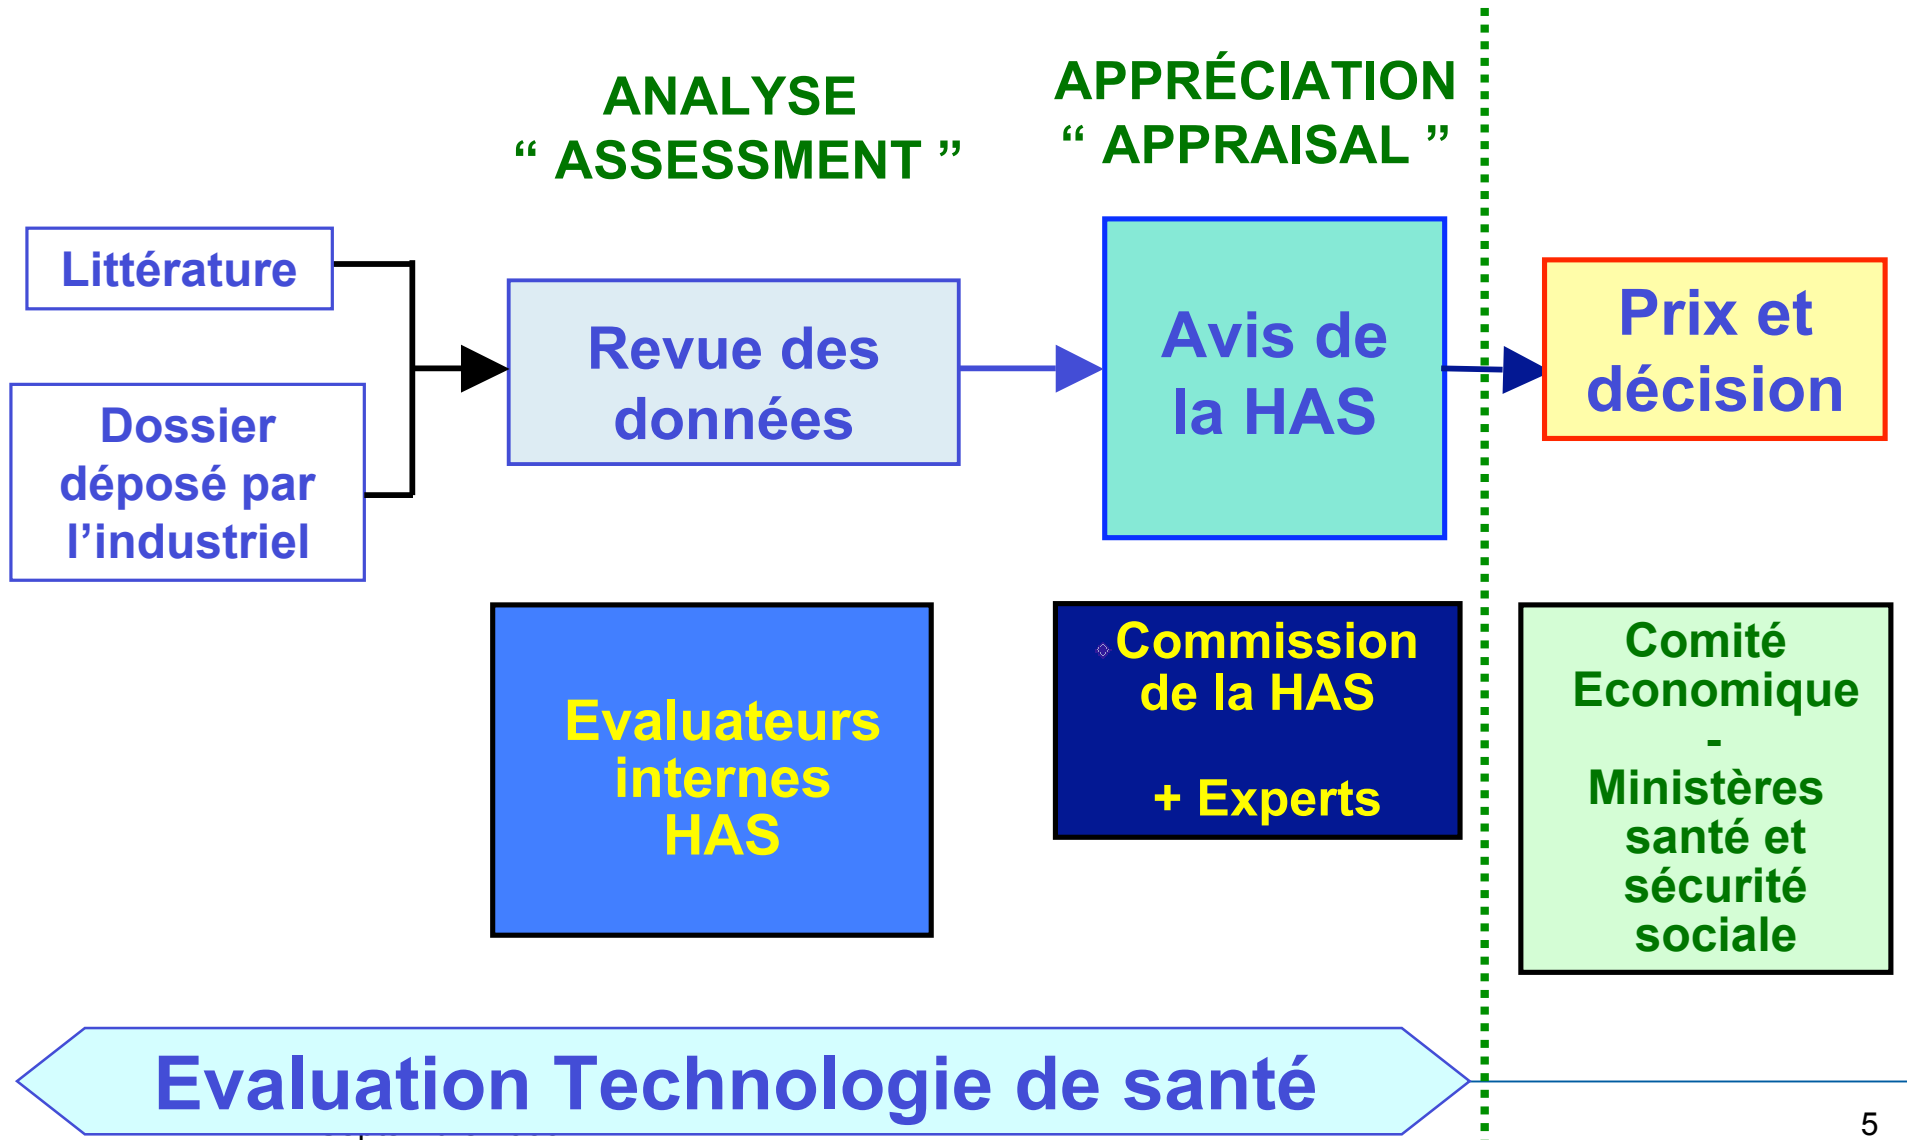 ANALYSE
“ ASSESSMENT ”
APPRÉCIATION
“ APPRAISAL ”
Littérature
Dossier
déposé par
l’industriel
Revue des
données
Avis de
la HAS
Prix et
décision
Evaluateurs
internes
HAS
Commission
de la HAS
+ Experts
Comité
Economique
-
Ministères
santé et
sécurité
sociale
Evaluation Technologie de santé
5